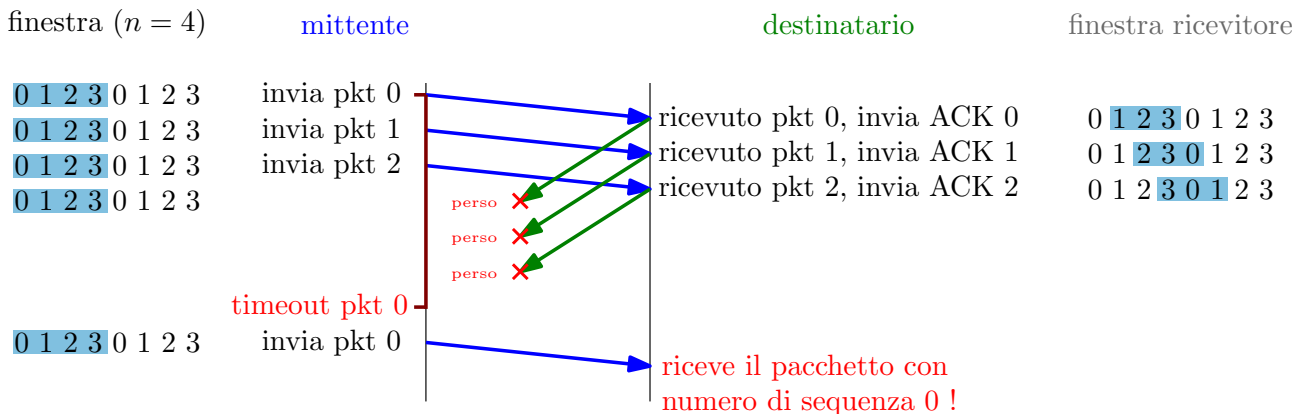 finestra (n = 4) mittente destinatario finestra ricevitore
0 1 2 3 0 1 2 3 invia pkt 0
ricevuto pkt 0, invia ACK 0 0 1 2 3 0 1 2 3
0 1 2 3 0 1 2 3 invia pkt 1
ricevuto pkt 1, invia ACK 1 0 1 2 3 0 1 2 3
0 1 2 3 0 1 2 3 invia pkt 2
ricevuto pkt 2, invia ACK 2 0 1 2 3 0 1 2 3
0 1 2 3 0 1 2 3
perso
perso
perso
timeout pkt 0
0 1 2 3 0 1 2 3 invia pkt 0
riceve il pacchetto con
numero di sequenza 0 !